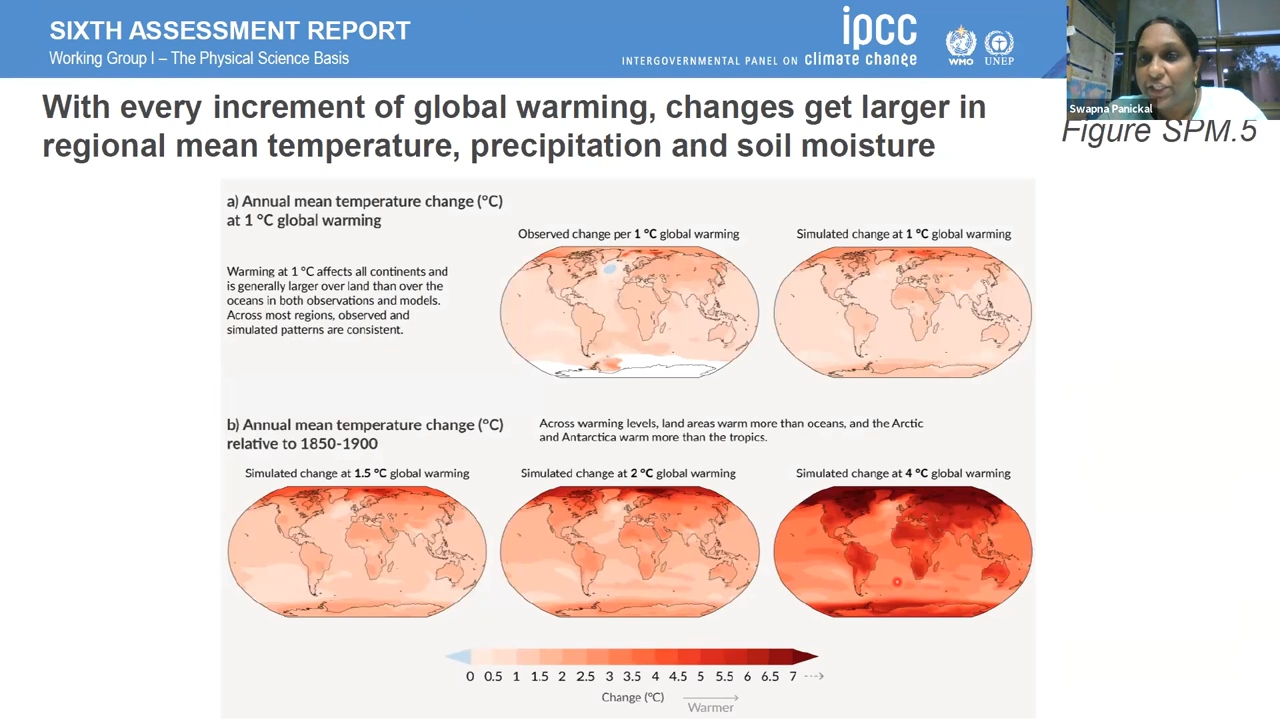 SIXTH ASSESSMENT REPORT
Working Group I – The Physical Science Basis
INTERGOVERNMENTAL PANEL ON climate change
ipcc
WMO
UNEP
Swapna Panickal
With every increment of global warming, changes get larger in
regional mean temperature, precipitation and soil moisture
Figure SPM.5
a) Annual mean temperature change (°C)
at 1 °C global warming
Warming at 1 °C affects all continents and
is generally larger over land than over the
oceans in both observations and models.
Across most regions, observed and
simulated patterns are consistent.
Observed change per 1 °C global warming
Simulated change at 1 °C global warming
b) Annual mean temperature change (°C)
relative to 1850-1900
Across warming levels, land areas warm more than oceans, and the Arctic
and Antarctica warm more than the tropics.
Simulated change at 1.5 °C global warming
Simulated change at 2 °C global warming
Simulated change at 4 °C global warming
0 0.5 1 1.5 2 2.5 3 3.5 4 4.5 5 5.5 6 6.5 7
Change (°C)
Warmer